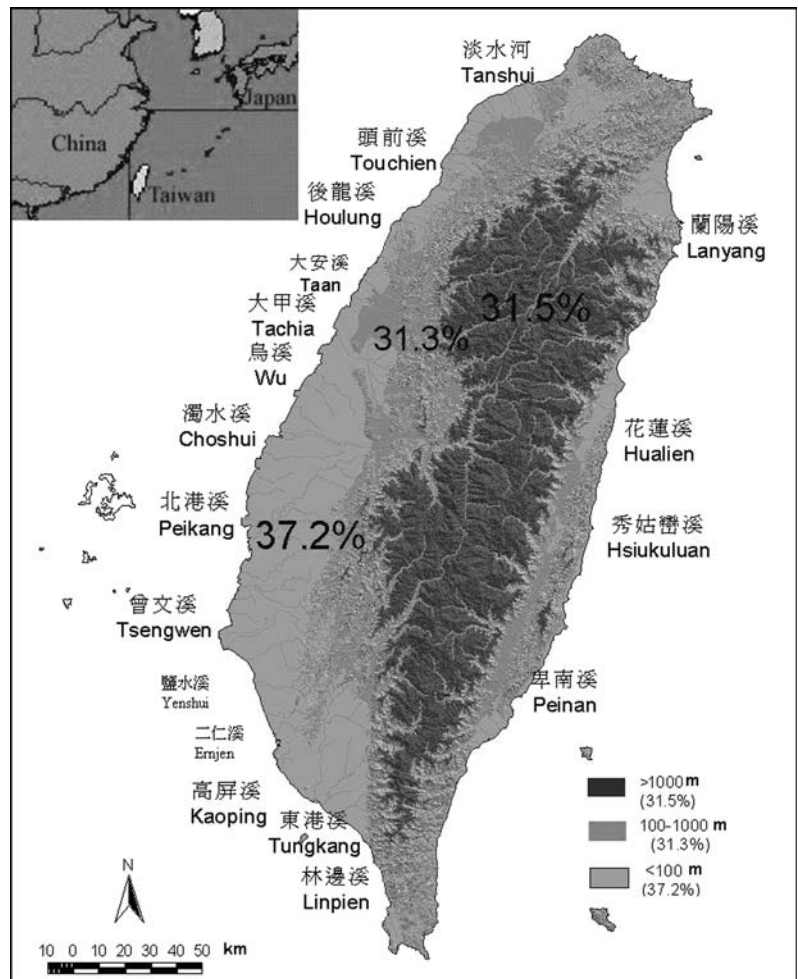 China
Japan
Taiwan
淡水河
Tanshui
頭前溪
Touchien
後龍溪
Houlung
大安溪
Taan
大甲溪
Tachia
烏溪
Wu
濁水溪
Choshui
北港溪
Peikang
曾文溪
Tsengwen
鹽水溪
Yenshui
二仁溪
Ernjen
高屏溪
Kaoping
東港溪
Tungkang
林邊溪
Linpien
蘭陽溪
Lanyang
花蓮溪
Hualien
秀姑巒溪
Hsiukuluan
卑南溪
Peinan
31.5%
31.3%
37.2%
>1000 m
(31.5%)
100-1000 m
(31.3%)
<100 m
(37.2%)
N
10 0 10 20 30 40 50 km